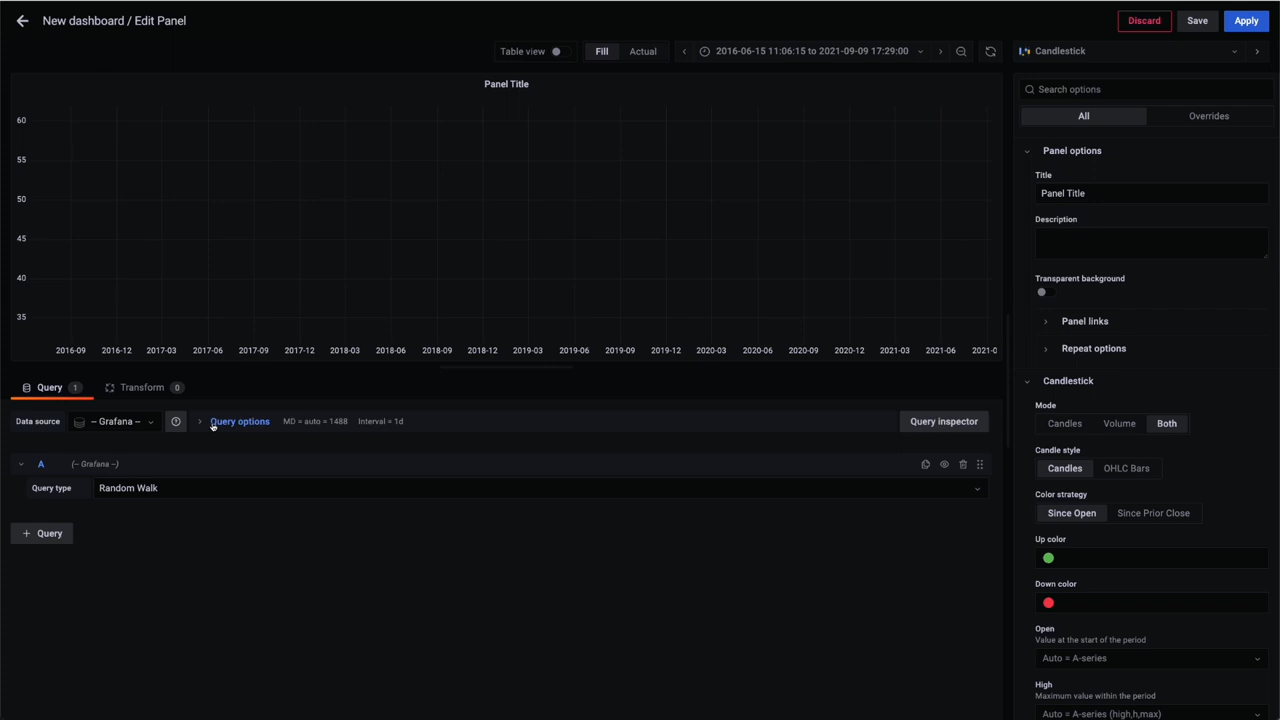 New dashboard / Edit Panel
Discard
Save
Apply
Table view
Fill
Actual
2016-06-15 11:06:15 to 2021-09-09 17:29:00
Candlestick
Panel Title
60
55
50
45
40
35
2016-09
2016-12
2017-03
2017-06
2017-09
2017-12
2018-03
2018-06
2018-09
2018-12
2019-03
2019-06
2019-09
2019-12
2020-03
2020-06
2020-09
2020-12
2021-03
2021-06
2021-0
Query 1
Transform 0
Data source
-- Grafana --
Query options
MD = auto = 1488
Interval = 1d
Query inspector
A
(-- Grafana --)
Query type
Random Walk
+ Query
Search options
All
Overrides
Panel options
Title
Panel Title
Description
Transparent background
Panel links
Repeat options
Candlestick
Mode
Candles
Volume
Both
Candle style
Candles
OHLC Bars
Color strategy
Since Open
Since Prior Close
Up color
Down color
Open
Value at the start of the period
Auto = A-series
High
Maximum value within the period
Auto = A-series (high,h,max)